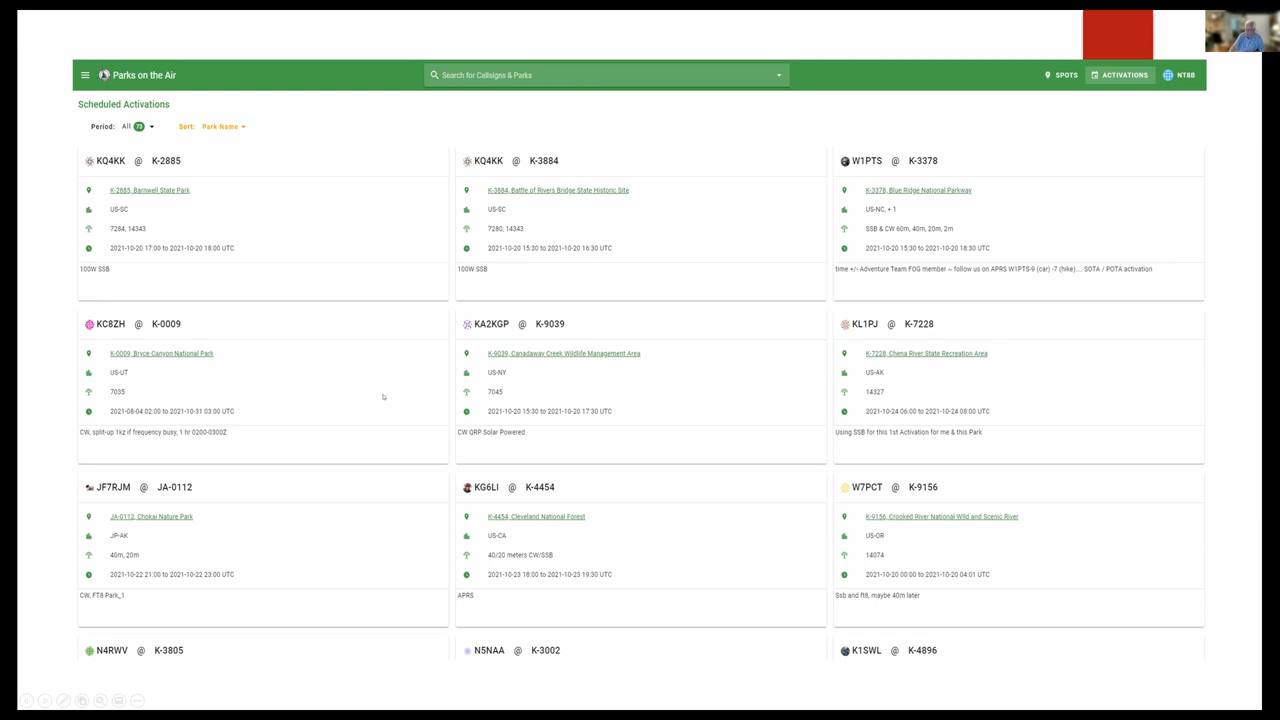 Parks on the Air
Search for Callsigns & Parks
SPOTS
ACTIVATIONS
NT8B
Scheduled Activations
Period: All 73
Sort: Park Name
KQ4KK @ K-2885
K-2885, Barnwell State Park
US-SC
7284, 14343
2021-10-20 17:00 to 2021-10-20 18:00 UTC
100W SSB
KQ4KK @ K-3884
K-3884, Battle of Rivers Bridge State Historic Site
US-SC
7280, 14343
2021-10-20 15:30 to 2021-10-20 16:30 UTC
100W SSB
W1PTS @ K-3378
K-3378, Blue Ridge National Parkway
US-NC, + 1
SSB & CW 60m, 40m, 20m, 2m
2021-10-20 15:30 to 2021-10-20 18:30 UTC
time +/- Adventure Team FOG member ~ follow us on APRS W1PTS-9 (car) -7 (hike).... SOTA / POTA activation
KC8ZH @ K-0009
K-0009, Bryce Canyon National Park
US-UT
7035
2021-08-04 02:00 to 2021-10-31 03:00 UTC
CW, split-up 1kz if frequency busy, 1 hr 0200-0300Z
KA2KGP @ K-9039
K-9039, Canadaway Creek Wildlife Management Area
US-NY
7045
2021-10-20 15:30 to 2021-10-20 17:30 UTC
CW QRP Solar Powered
KL1PJ @ K-7228
K-7228, Chena River State Recreation Area
US-AK
14327
2021-10-24 06:00 to 2021-10-24 08:00 UTC
Using SSB for this 1st Activation for me & this Park
JF7RJM @ JA-0112
JA-0112, Chokai Nature Park
JP-AK
40m, 20m
2021-10-22 21:00 to 2021-10-22 23:00 UTC
CW, FT8 Park_1
KG6LI @ K-4454
K-4454, Cleveland National Forest
US-CA
40/20 meters CW/SSB
2021-10-23 18:00 to 2021-10-23 19:30 UTC
APRS
W7PCT @ K-9156
K-9156, Crooked River National Wild and Scenic River
US-OR
14074
2021-10-20 00:00 to 2021-10-20 04:01 UTC
Ssb and ft8, maybe 40m later
N4RWV @ K-3805
N5NAA @ K-3002
K1SWL @ K-4896